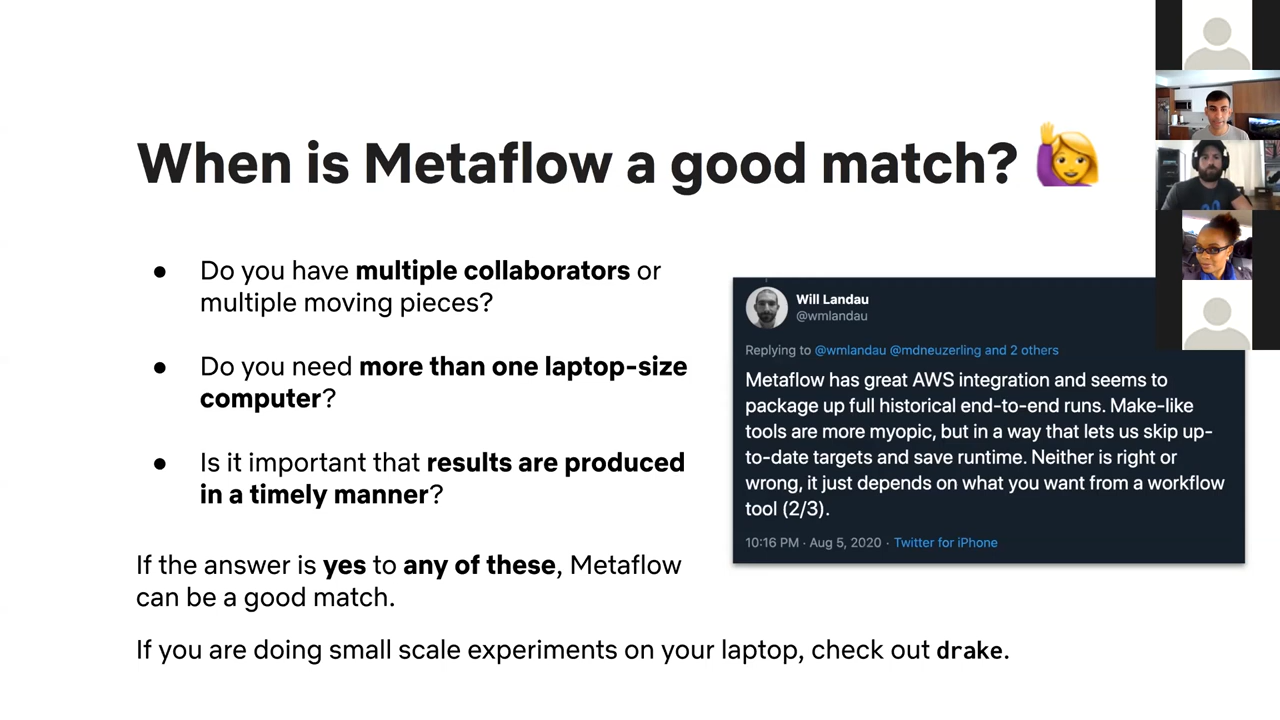 When is Metaflow a good match? 🙋‍♀️
● Do you have multiple collaborators or
multiple moving pieces?
● Do you need more than one laptop-size
computer?
● Is it important that results are produced
in a timely manner?
If the answer is yes to any of these, Metaflow
can be a good match.
If you are doing small scale experiments on your laptop, check out drake.
Will Landau
@wmlandau
Replying to @wmlandau @mdneuzerling and 2 others
Metaflow has great AWS integration and seems to
package up full historical end-to-end runs. Make-like
tools are more myopic, but in a way that lets us skip up-
to-date targets and save runtime. Neither is right or
wrong, it just depends on what you want from a workflow
tool (2/3).
10:16 PM · Aug 5, 2020 · Twitter for iPhone